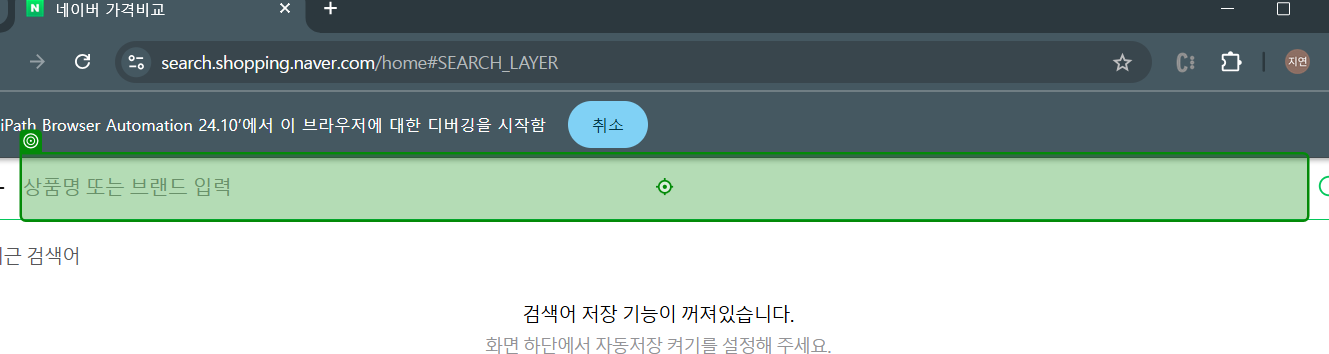 네이버 가격비교
search.shopping.naver.com/home#SEARCH_LAYER
지연
iPath Browser Automation 24.10'에서 이 브라우저에 대한 디버깅을 시작함
취소
상품명 또는 브랜드 입력
근 검색어
검색어 저장 기능이 꺼져있습니다.
화면 하단에서 자동저장 켜기를 설정해 주세요.